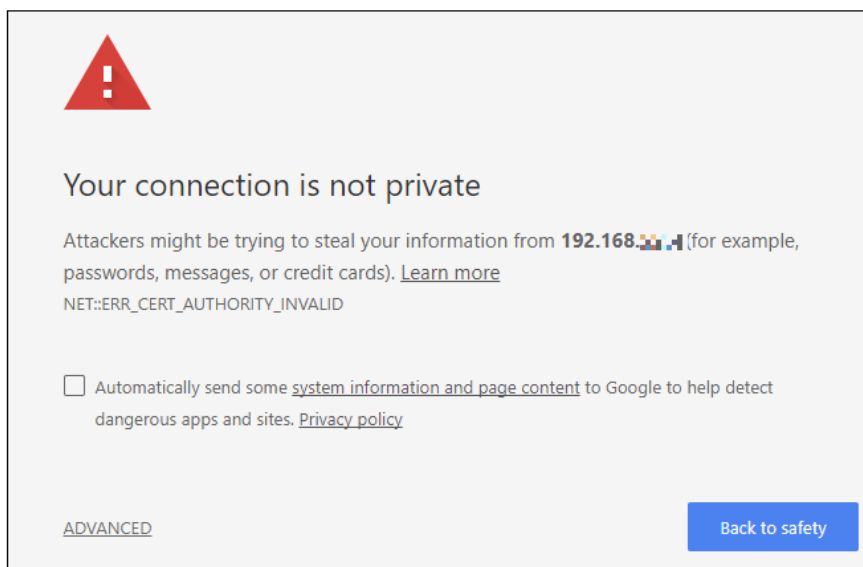 Your connection is not private
Attackers might be trying to steal your information from 192.168. (for example,
passwords, messages, or credit cards). Learn more
NET::ERR_CERT_AUTHORITY_INVALID
Automatically send some system information and page content to Google to help detect
dangerous apps and sites. Privacy policy
ADVANCED
Back to safety